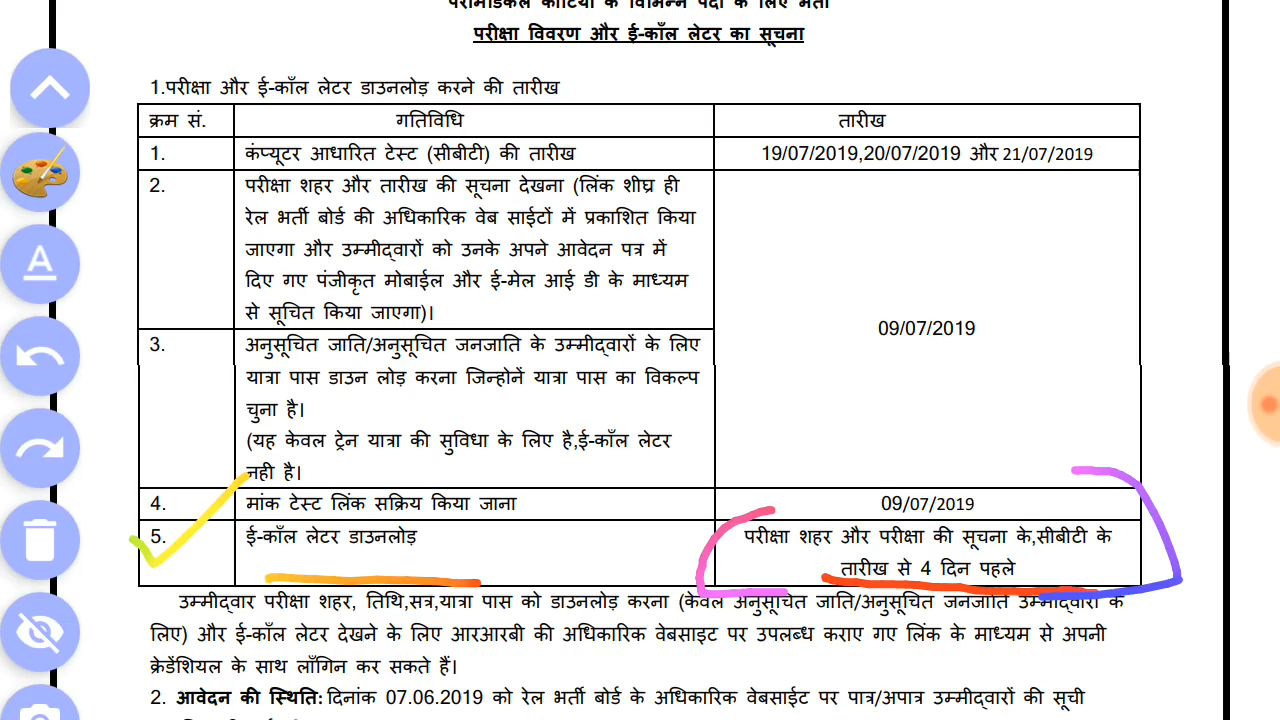 पैरामेडिकल कोटियों के विभिन्न पदों के लिए भर्ती
परीक्षा विवरण और ई-कॉल लेटर का सूचना
1.परीक्षा और ई-कॉल लेटर डाउनलोड़ करने की तारीख
क्रम सं. गतिविधि तारीख
1. कंप्यूटर आधारित टेस्ट (सीबीटी) की तारीख 19/07/2019,20/07/2019 और 21/07/2019
2. परीक्षा शहर और तारीख की सूचना देखना (लिंक शीघ्र ही
रेल भर्ती बोर्ड की अधिकारिक वेब साईटों में प्रकाशित किया
जाएगा और उम्मीद्वारों को उनके अपने आवेदन पत्र में
दिए गए पंजीकृत मोबाईल और ई-मेल आई डी के माध्यम
से सूचित किया जाएगा)।
09/07/2019
3. अनुसूचित जाति/अनुसूचित जनजाति के उम्मीद्वारों के लिए
यात्रा पास डाउन लोड़ करना जिन्होनें यात्रा पास का विकल्प
चुना है।
(यह केवल ट्रेन यात्रा की सुविधा के लिए है,ई-कॉल लेटर
नही है।
4. मांक टेस्ट लिंक सक्रिय किया जाना 09/07/2019
5. ई-कॉल लेटर डाउनलोड़ परीक्षा शहर और परीक्षा की सूचना के,सीबीटी के
तारीख से 4 दिन पहले
उम्मीद्वार परीक्षा शहर, तिथि,सत्र,यात्रा पास को डाउनलोड़ करना (केवल अनुसूचित जाति/अनुसूचित जनजाति उम्मीद्वारों के
लिए) और ई-कॉल लेटर देखने के लिए आरआरबी की अधिकारिक वेबसाइट पर उपलब्ध कराए गए लिंक के माध्यम से अपनी
क्रेडेंशियल के साथ लॉगिन कर सकते हैं।
2. आवेदन की स्थिति: दिनांक 07.06.2019 को रेल भर्ती बोर्ड के अधिकारिक वेबसाईट पर पात्र/अपात्र उम्मीद्वारों की सूची